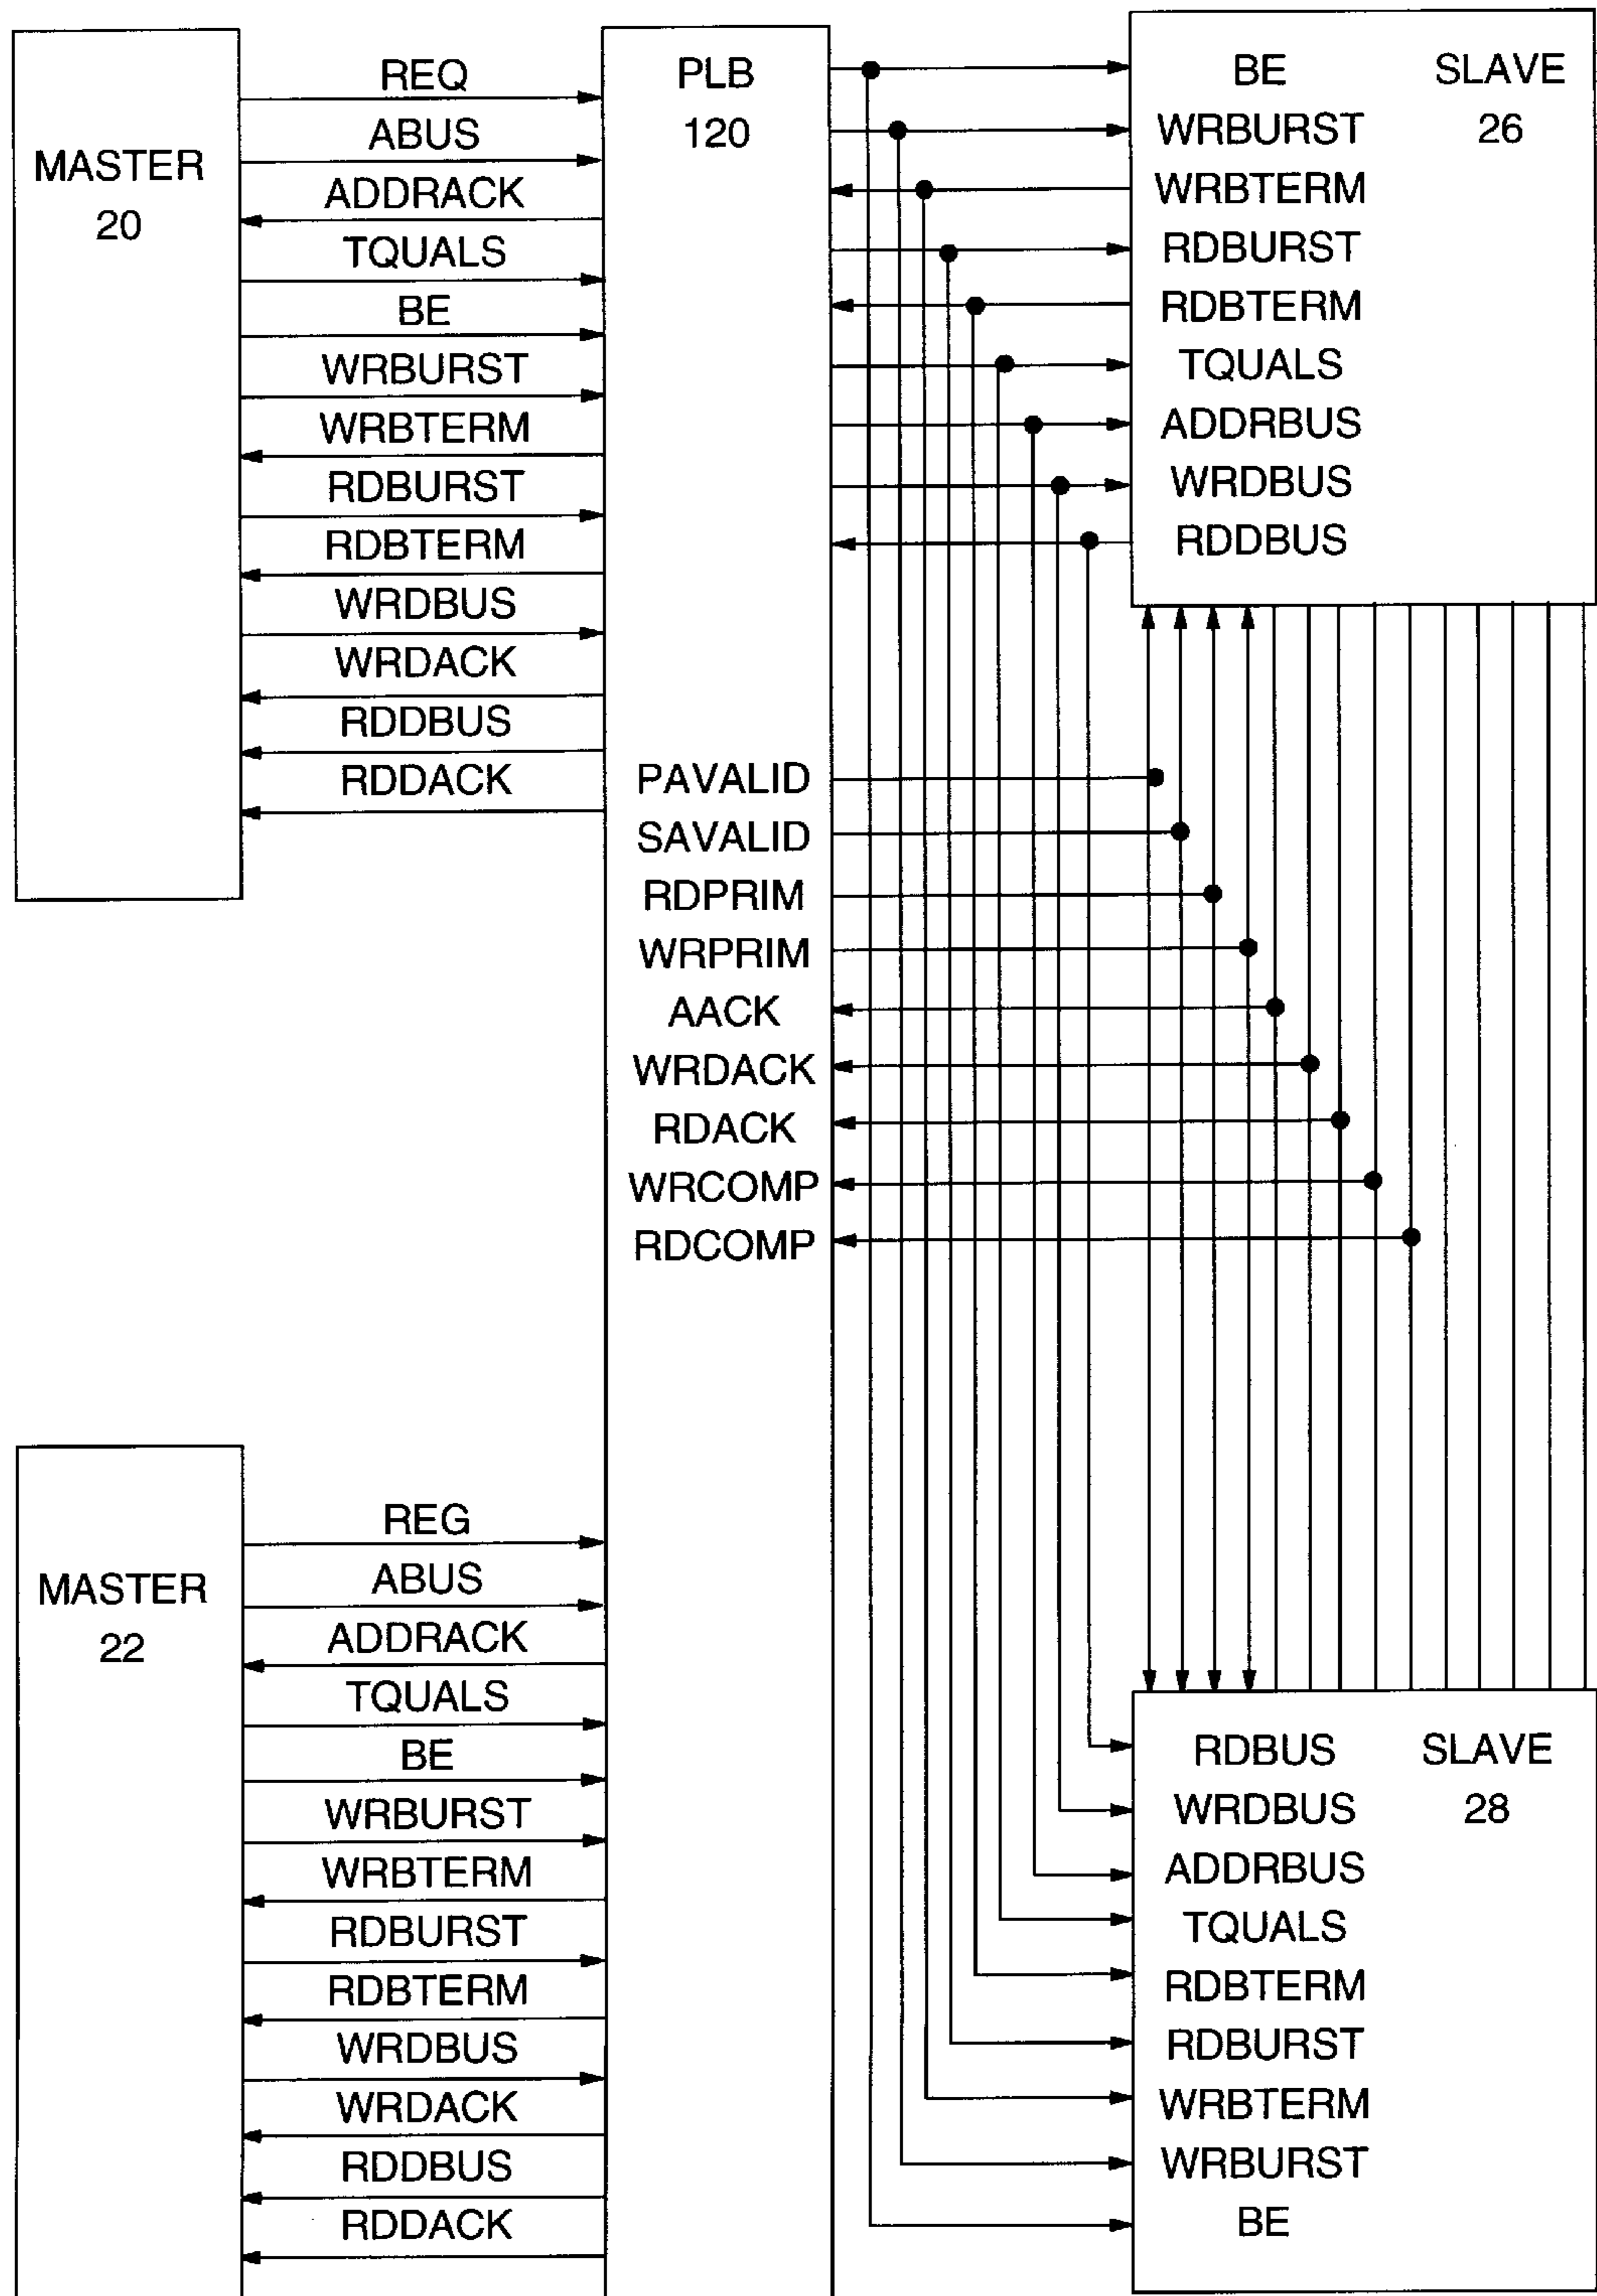 MASTER
20
REQ
ABUS
ADDRACK
TQUALS
BE
WRBURST
WRBTERM
RDBURST
RDBTERM
WRDBUS
WRDACK
RDDBUS
RDDACK
PLB
120
PAVALID
SAVALID
RDPRIM
WRPRIM
AACK
WRDACK
RDACK
WRCOMP
RDCOMP
BE
WRBURST
WRBTERM
RDBURST
RDBTERM
TQUALS
ADDRBUS
WRDBUS
RDDBUS
SLAVE
26
MASTER
22
REG
ABUS
ADDRACK
TQUALS
BE
WRBURST
WRBTERM
RDBURST
RDBTERM
WRDBUS
WRDACK
RDDBUS
RDDACK
RDBUS
WRDBUS
ADDRBUS
TQUALS
RDBTERM
RDBURST
WRBTERM
WRBURST
BE
SLAVE
28